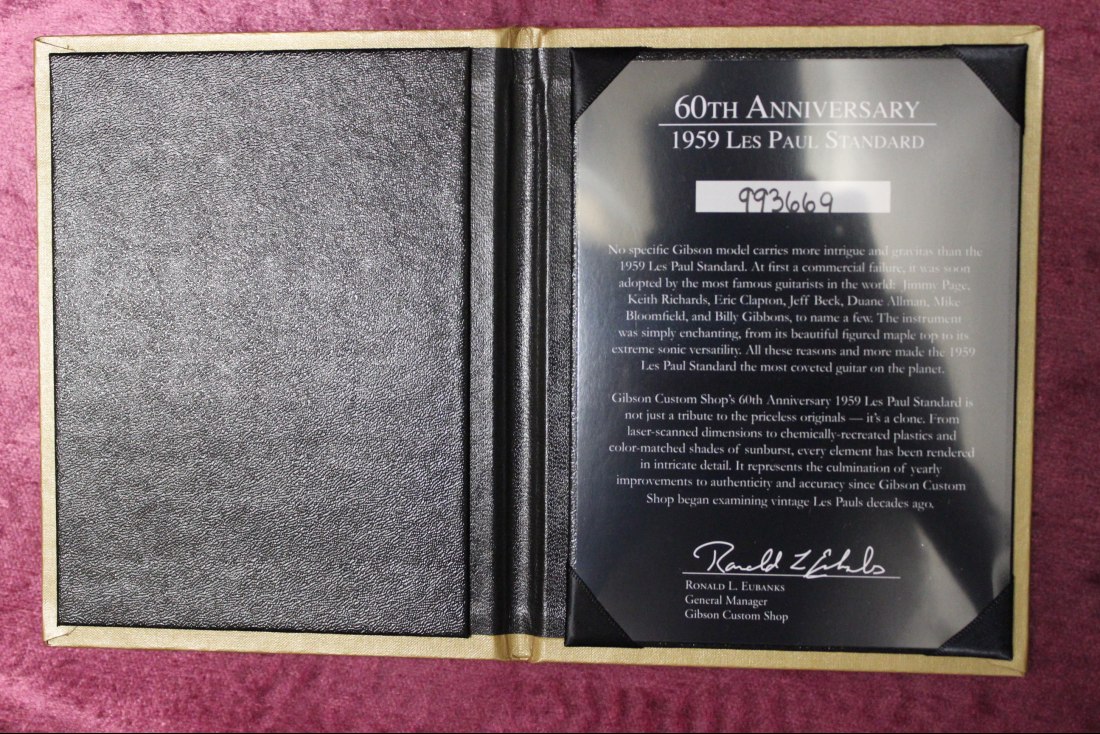 60TH ANNIVERSARY
1959 LES PAUL STANDARD
993669
No specific Gibson model carries more intrigue and gravitas than the
1959 Les Paul Standard. At first a commercial failure, it was soon
adopted by the most famous guitarists in the world: Jimmy Page,
Keith Richards, Eric Clapton, Jeff Beck, Duane Allman, Mike
Bloomfield, and Billy Gibbons, to name a few. The instrument
was simply enchanting, from its beautiful figured maple top to its
extreme sonic versatility. All these reasons and more made the 1959
Les Paul Standard the most coveted guitar on the planet.
Gibson Custom Shop's 60th Anniversary 1959 Les Paul Standard is
not just a tribute to the priceless originals — it's a clone. From
laser-scanned dimensions to chemically-recreated plastics and
color-matched shades of sunburst, every element has been rendered
in intricate detail. It represents the culmination of yearly
improvements to authenticity and accuracy since Gibson Custom
Shop began examining vintage Les Pauls decades ago.
Ronald L Eubanks
RONALD L. EUBANKS
General Manager
Gibson Custom Shop